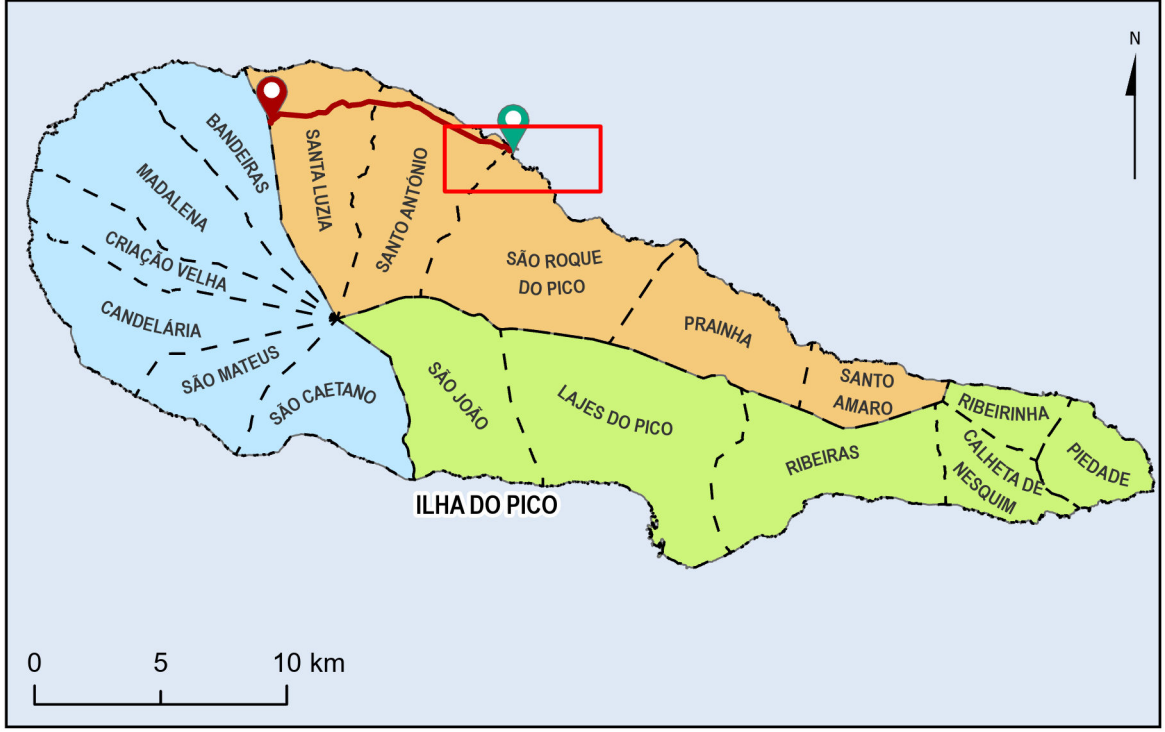 N
BANDEIRAS
MADALENA
SANTA LUZIA
SANTO ANTÓNIO
CRIAÇÃO VELHA
SÃO ROQUE
DO PICO
CANDELÁRIA
PRAINHA
SÃO MATEUS
SÃO CAETANO
SÃO JOÃO
LAJES DO PICO
SANTO
AMARO
RIBEIRINHA
RIBEIRAS
CALHETA DE
NESQUIM
PIEDADE
ILHA DO PICO
0 5 10 km